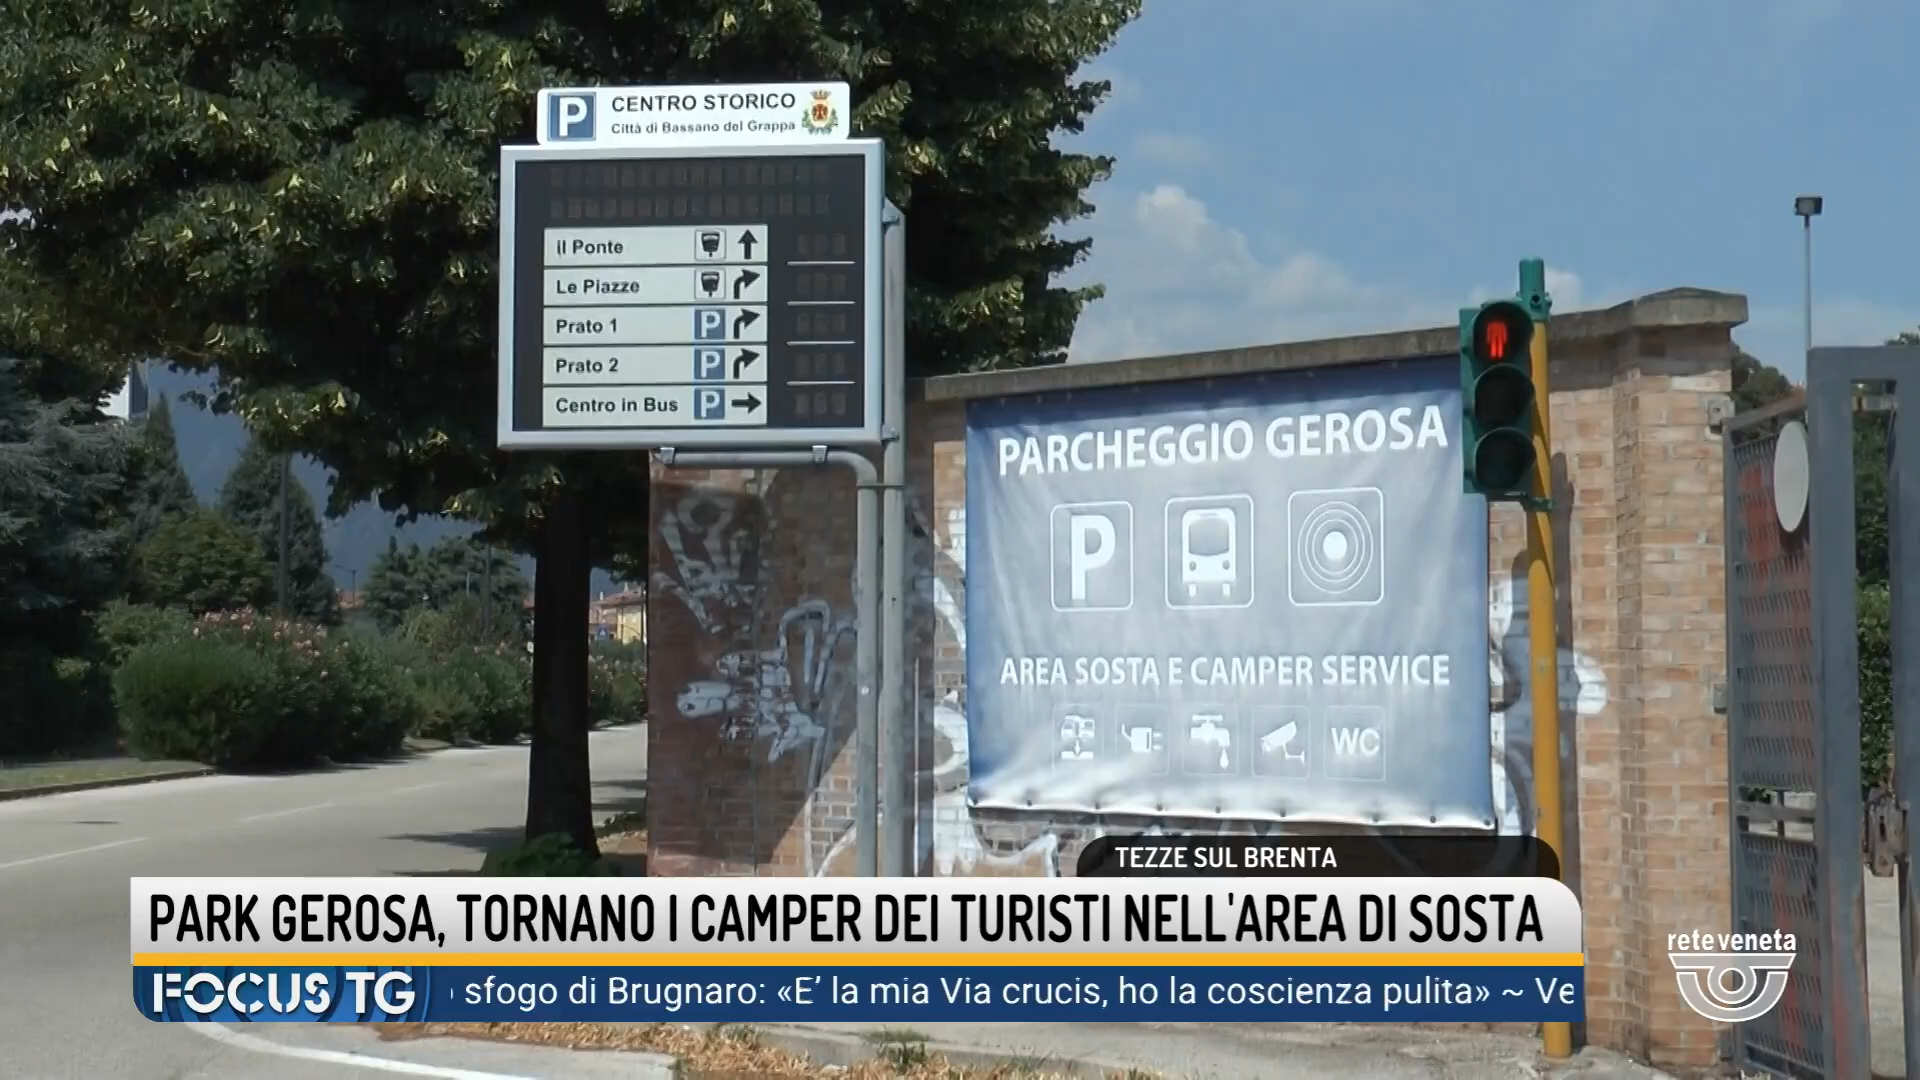 P CENTRO STORICO
Città di Bassano del Grappa
il Ponte
Le Piazze
Prato 1 P
Prato 2 P
Centro in Bus P
PARCHEGGIO GEROSA
P
AREA SOSTA E CAMPER SERVICE
WC
TEZZE SUL BRENTA
PARK GEROSA, TORNANO I CAMPER DEI TURISTI NELL'AREA DI SOSTA
reteveneta
FOCUS TG
sfogo di Brugnaro: «E' la mia Via crucis, ho la coscienza pulita» ~ Ve